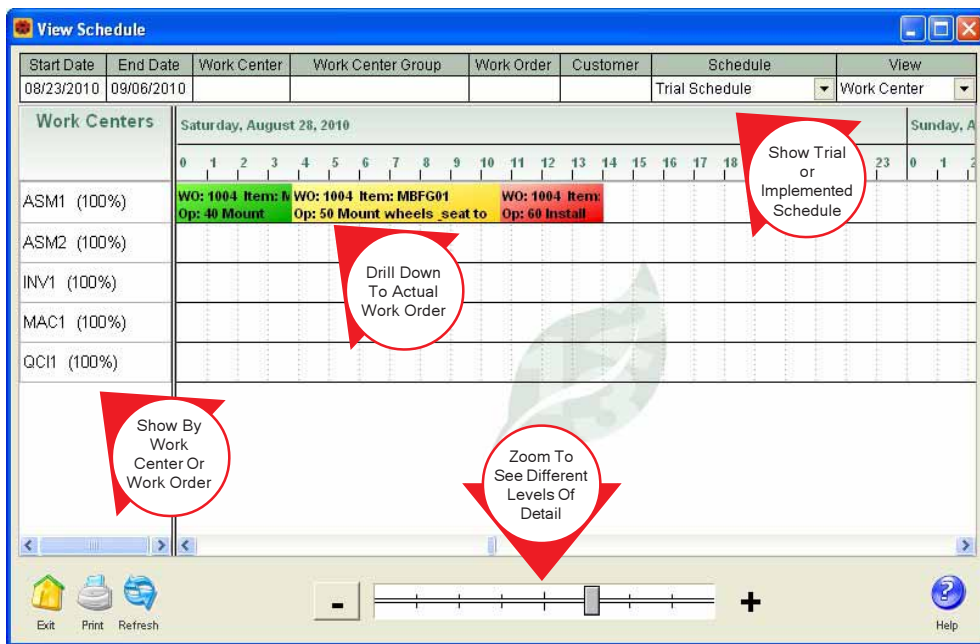 View Schedule
Start Date End Date Work Center Work Center Group Work Order Customer Schedule View
08/23/2010 09/06/2010 Trial Schedule Work Center
Work Centers
Saturday, August 28, 2010 Sunday, A
0 1 2 3 4 5 6 7 8 9 10 11 12 13 14 15 16 17 18 23 0 1 2
Show Trial
or
Implemented
Schedule
ASM1 (100%)
WO: 1004 Item: M
Op: 40 Mount
WO: 1004 Item: MBFG01
Op: 50 Mount wheels_seat to
WO: 1004 Item:
Op: 60 Install
ASM2 (100%)
INV1 (100%)
MAC1 (100%)
QCI1 (100%)
Drill Down
To Actual
Work Order
Show By
Work
Center Or
Work Order
Zoom To
See Different
Levels Of
Detail
- +
Exit Print Refresh Help